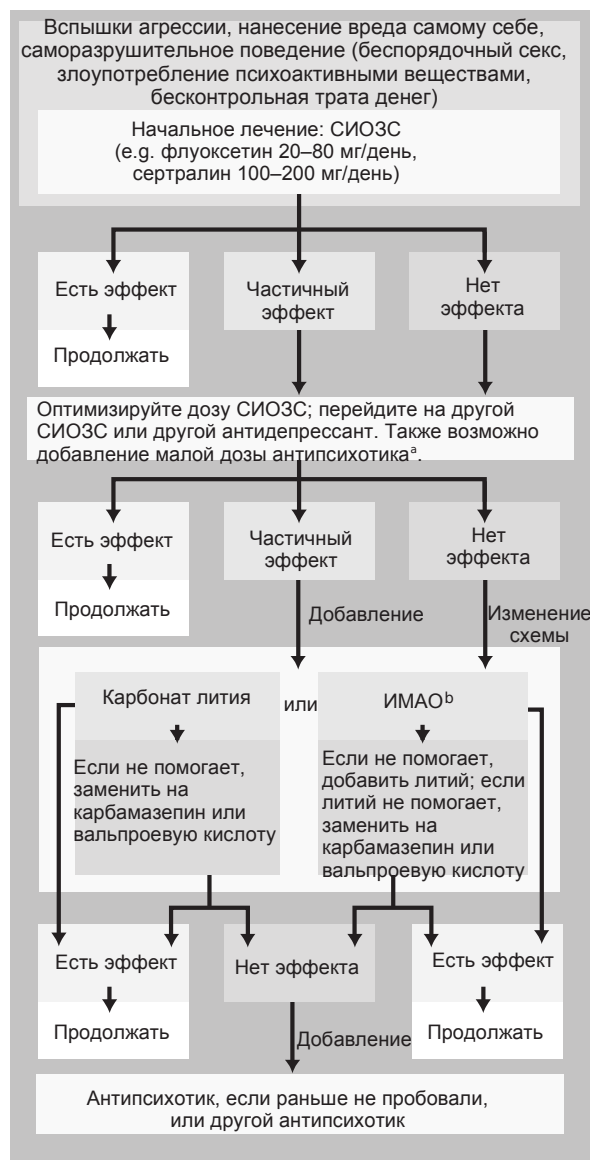 Вспышки агрессии, нанесение вреда самому себе,
саморазрушительное поведение (беспорядочный секс,
злоупотребление психоактивными веществами,
бесконтрольная трата денег)
Начальное лечение: СИОЗС
(e.g. флуоксетин 20–80 мг/день,
сертралин 100–200 мг/день)
Есть эффект
Частичный
эффект
Нет
эффекта
Продолжать
Оптимизируйте дозу СИОЗС; перейдите на другой
СИОЗС или другой антидепрессант. Также возможно
добавление малой дозы антипсихотикаª.
Есть эффект
Частичный
эффект
Нет
эффекта
Продолжать
Добавление
Изменение
схемы
Карбонат лития
или
ИМАОᵇ
Если не помогает,
заменить на
карбамазепин или
вальпроевую кислоту
Если не помогает,
добавить литий; если
литий не помогает,
заменить на
карбамазепин или
вальпроевую кислоту
Есть эффект
Нет эффекта
Есть эффект
Продолжать
Добавление
Продолжать
Антипсихотик, если раньше не пробовали,
или другой антипсихотик